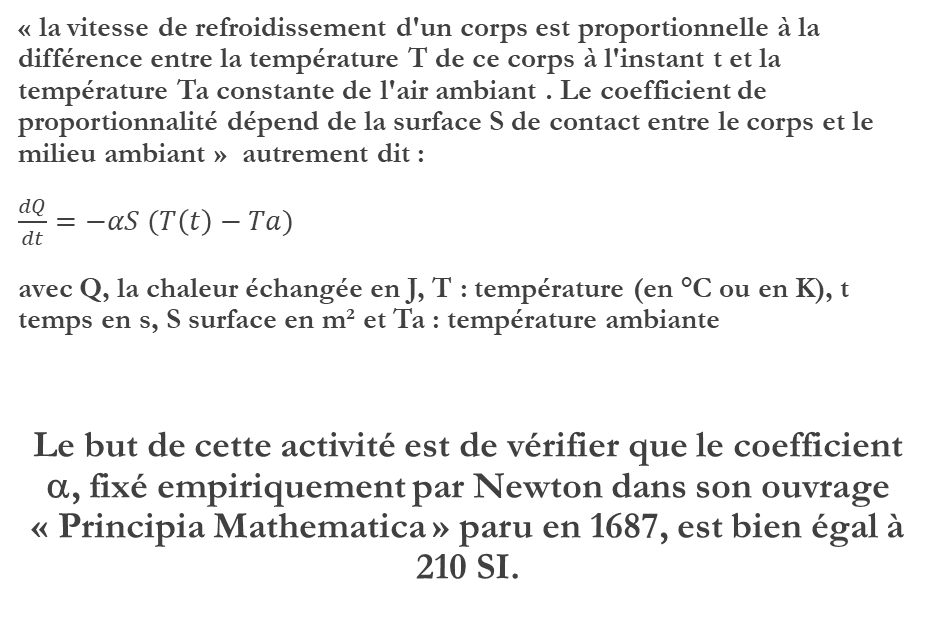 « la vitesse de refroidissement d'un corps est proportionnelle à la
différence entre la température T de ce corps à l'instant t et la
température Ta constante de l'air ambiant . Le coefficient de
proportionnalité dépend de la surface S de contact entre le corps et le
milieu ambiant » autrement dit :
dQ/dt = −αS (T(t) − Ta)
avec Q, la chaleur échangée en J, T : température (en °C ou en K), t
temps en s, S surface en m² et Ta : température ambiante
Le but de cette activité est de vérifier que le coefficient
α, fixé empiriquement par Newton dans son ouvrage
« Principia Mathematica » paru en 1687, est bien égal à
210 SI.